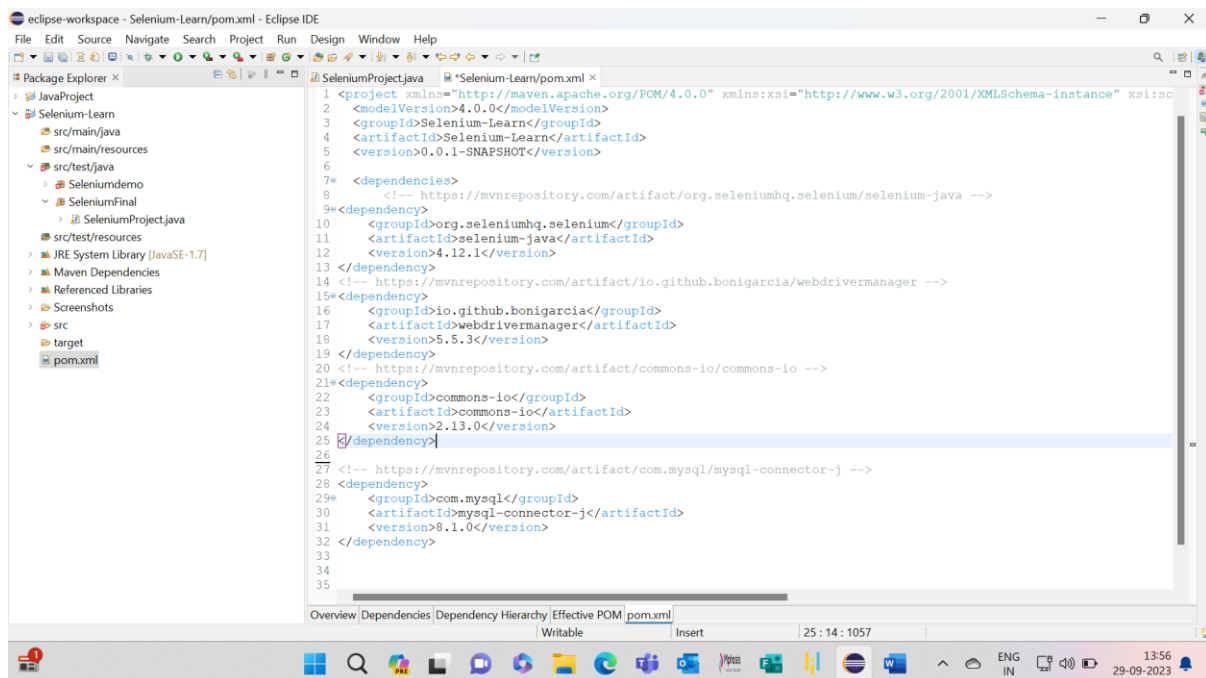 eclipse-workspace - Selenium-Learn/pom.xml - Eclipse IDE
File Edit Source Navigate Search Project Run Design Window Help
Package Explorer
SeleniumProject.java *Selenium-Learn/pom.xml
JavaProject
Selenium-Learn
src/main/java
src/main/resources
src/test/java
Seleniumdemo
SeleniumFinal
SeleniumProject.java
src/test/resources
JRE System Library [JavaSE-1.7]
Maven Dependencies
Referenced Libraries
Screenshots
src
target
pom.xml
1 <project xmlns="http://maven.apache.org/POM/4.0.0" xmlns:xsi="http://www.w3.org/2001/XMLSchema-instance" xsi:sc
2 <modelVersion>4.0.0</modelVersion>
3 <groupId>Selenium-Learn</groupId>
4 <artifactId>Selenium-Learn</artifactId>
5 <version>0.0.1-SNAPSHOT</version>
6
7 <dependencies>
8 <!-- https://mvnrepository.com/artifact/org.seleniumhq.selenium/selenium-java -->
9 <dependency>
10 <groupId>org.seleniumhq.selenium</groupId>
11 <artifactId>selenium-java</artifactId>
12 <version>4.12.1</version>
13 </dependency>
14 <!-- https://mvnrepository.com/artifact/io.github.bonigarcia/webdrivermanager -->
15 <dependency>
16 <groupId>io.github.bonigarcia</groupId>
17 <artifactId>webdrivermanager</artifactId>
18 <version>5.5.3</version>
19 </dependency>
20 <!-- https://mvnrepository.com/artifact/commons-io/commons-io -->
21 <dependency>
22 <groupId>commons-io</groupId>
23 <artifactId>commons-io</artifactId>
24 <version>2.13.0</version>
25 </dependency>
26
27 <!-- https://mvnrepository.com/artifact/com.mysql/mysql-connector-j -->
28 <dependency>
29 <groupId>com.mysql</groupId>
30 <artifactId>mysql-connector-j</artifactId>
31 <version>8.1.0</version>
32 </dependency>
33
34
35
Overview Dependencies Dependency Hierarchy Effective POM pom.xml
Writable Insert 25 : 14 : 1057
1
PRE
ENG
IN
13:56
29-09-2023